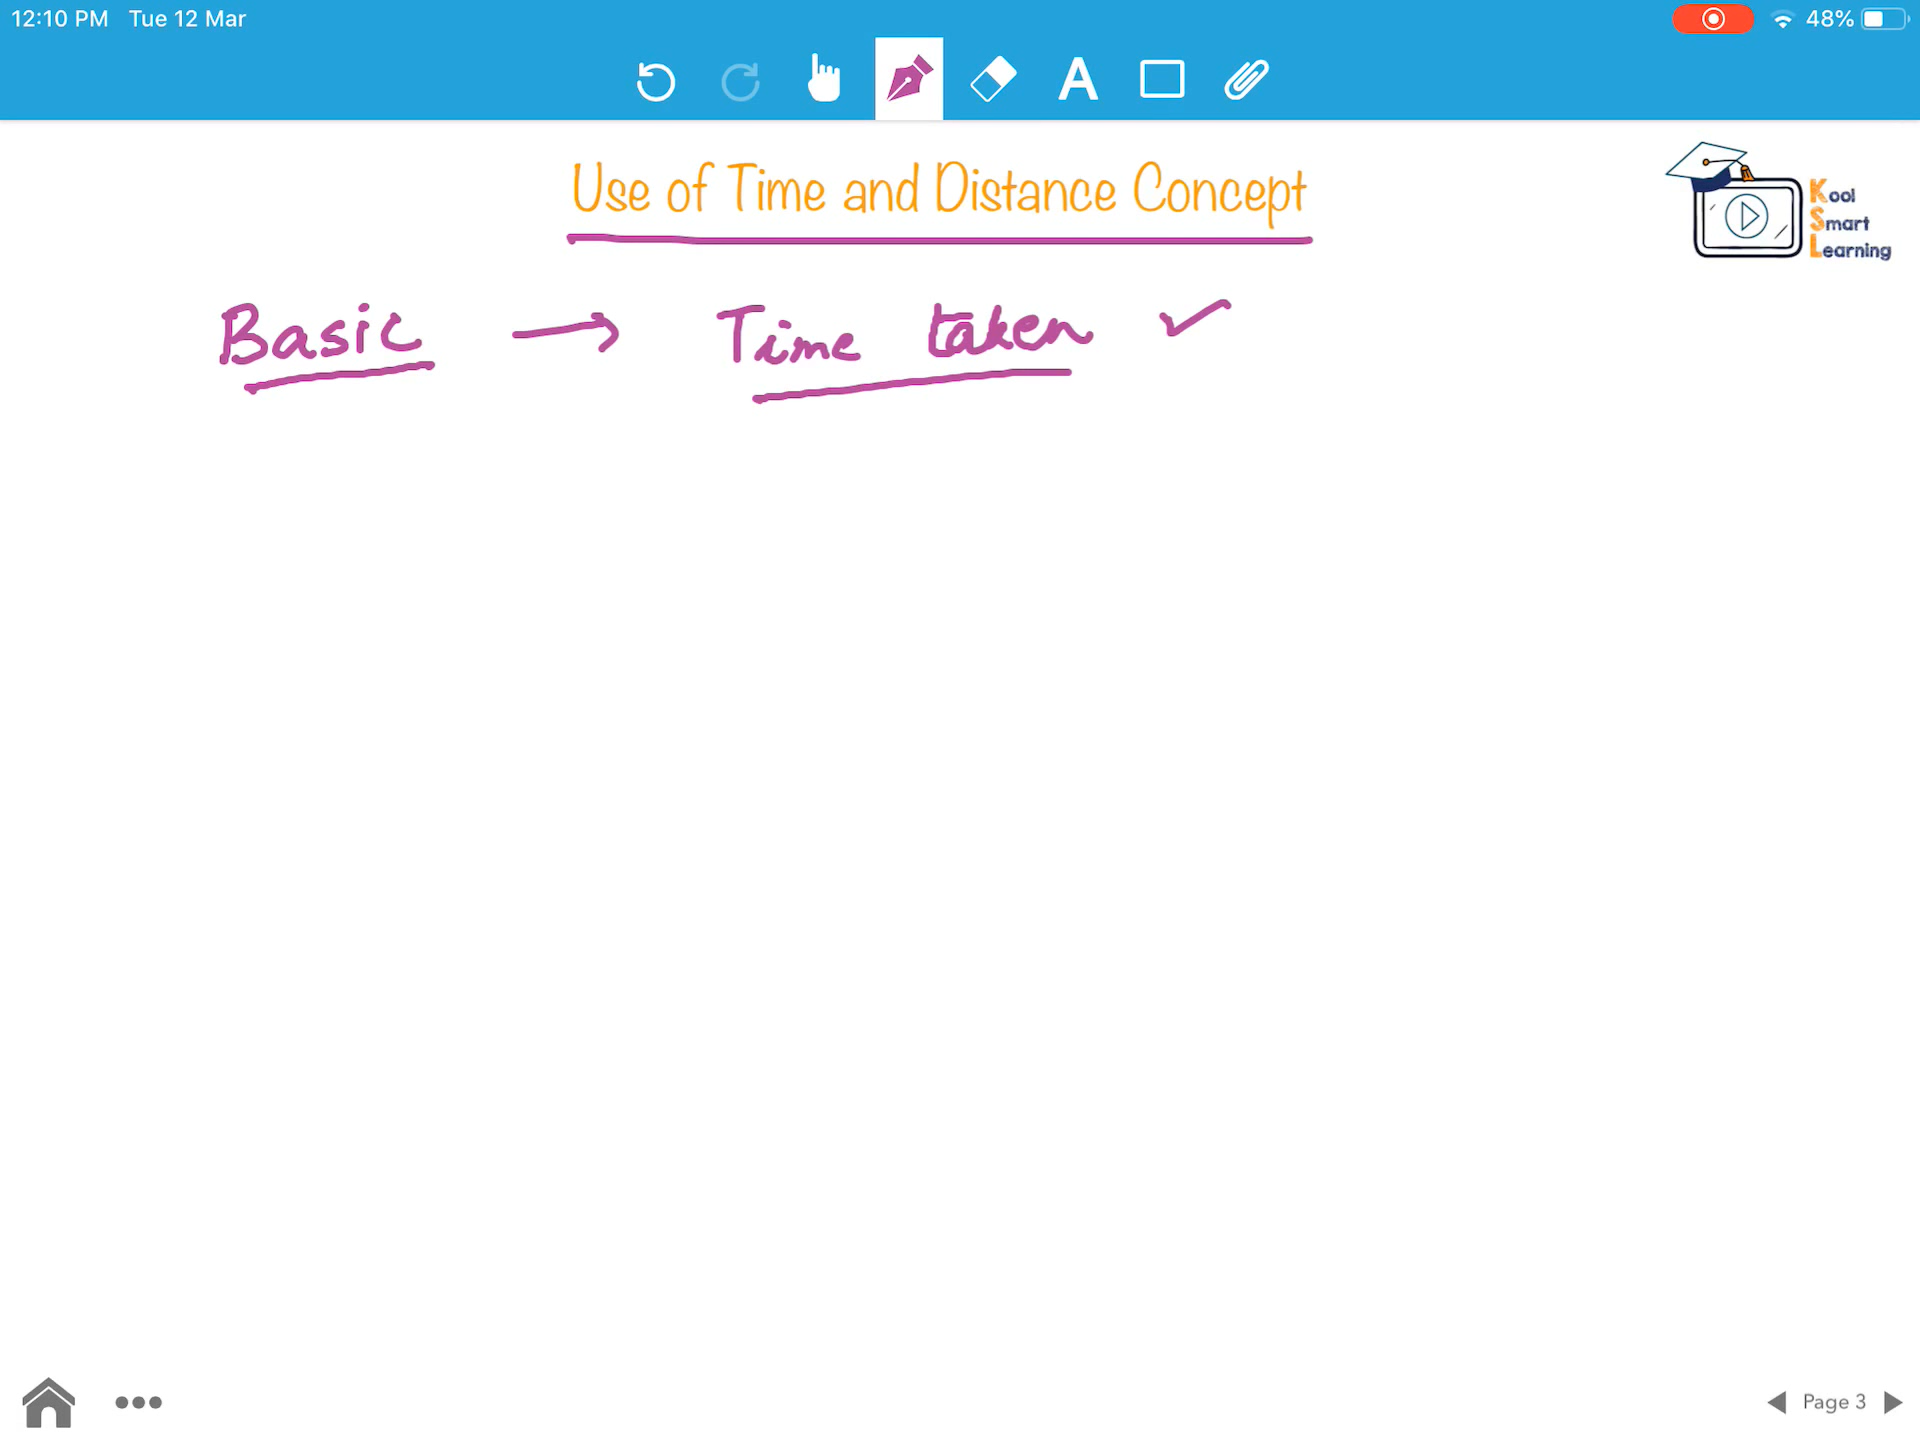 12:10 PM Tue 12 Mar
48%
A
Use of Time and Distance Concept
Kool
Smart
Learning
Basic → Time taken ✓
Page 3